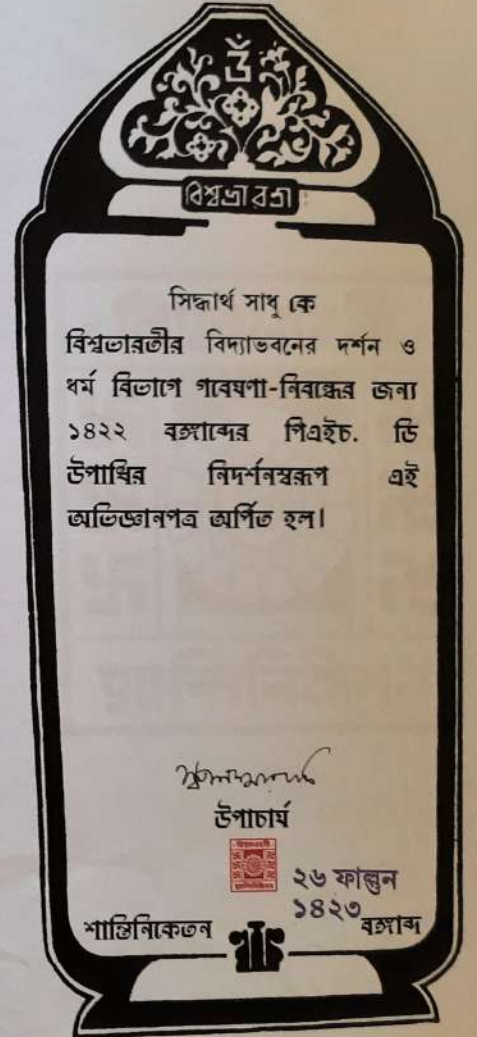 ওঁ
বিশ্বভারতী
সিদ্ধার্থ সাধু কে
বিশ্বভারতীর বিদ্যাভবনের দর্শন ও
ধর্ম বিভাগে গবেষণা-নিবন্ধের জন্য
১৪২২ বঙ্গাব্দের পিএইচ. ডি
উপাধির নিদর্শনস্বরূপ এই
অভিজ্ঞানপত্র অর্পিত হল।
উপাচার্য
২৬ ফাল্গুন
শান্তিনিকেতন ১৪২৩ বঙ্গাব্দ